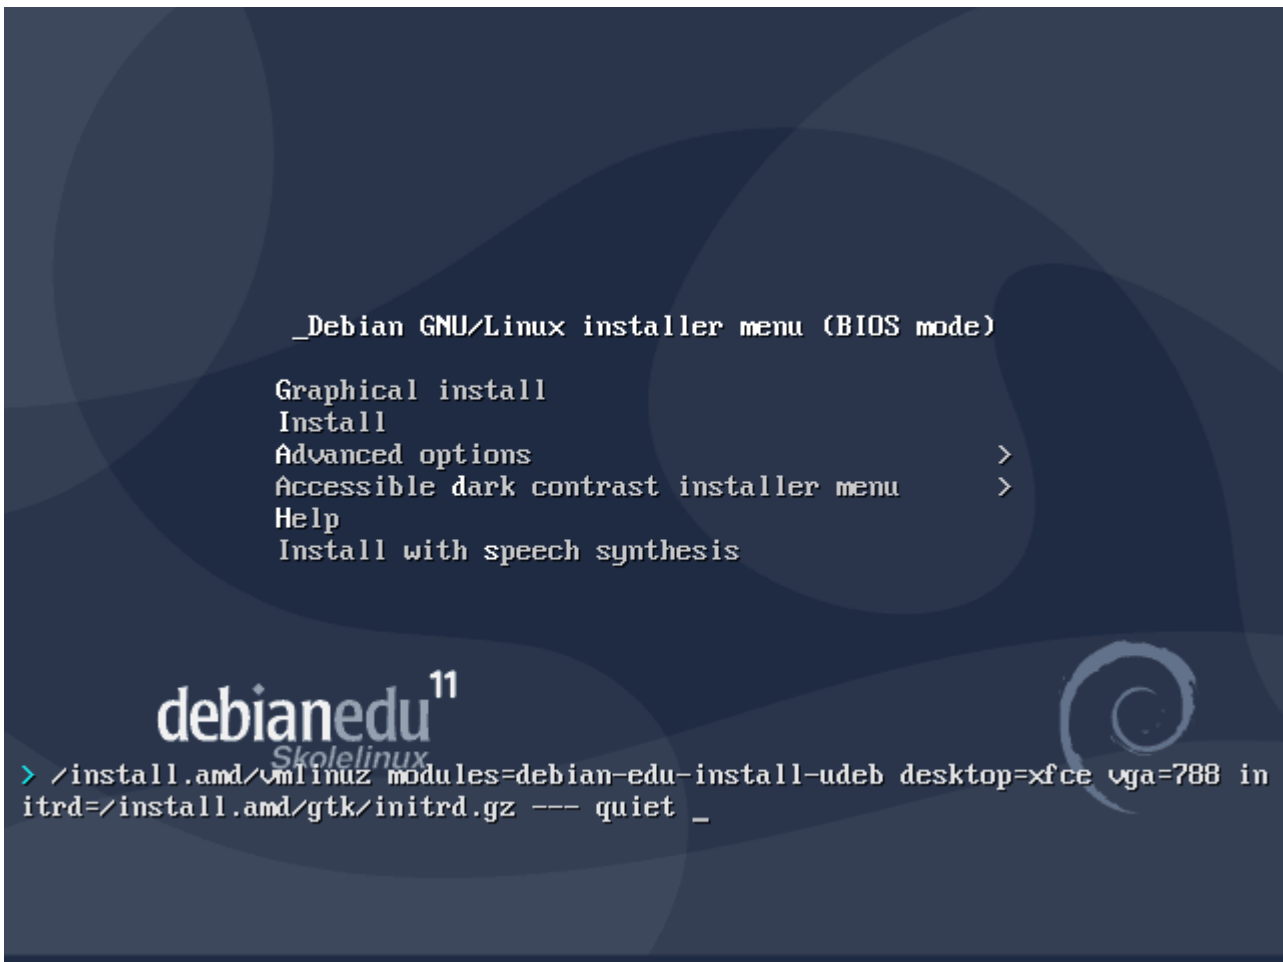 _Debian GNU/Linux installer menu (BIOS mode)
Graphical install
Install
Advanced options >
Accessible dark contrast installer menu >
Help
Install with speech synthesis
debianedu 11
Skolelinux
> /install.amd/vmlinuz modules=debian-edu-install-udeb desktop=xfce vga=788 in
itrd=/install.amd/gtk/initrd.gz --- quiet _